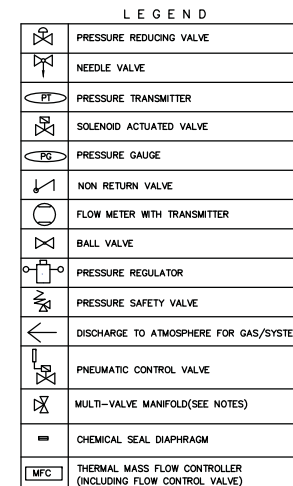 LEGEND
PRESSURE REDUCING VALVE
NEEDLE VALVE
PT PRESSURE TRANSMITTER
SOLENOID ACTUATED VALVE
PG PRESSURE GAUGE
NON RETURN VALVE
FLOW METER WITH TRANSMITTER
BALL VALVE
PRESSURE REGULATOR
PRESSURE SAFETY VALVE
DISCHARGE TO ATMOSPHERE FOR GAS/SYSTE
PNEUMATIC CONTROL VALVE
MULTI-VALVE MANIFOLD(SEE NOTES)
CHEMICAL SEAL DIAPHRAGM
MFC THERMAL MASS FLOW CONTROLLER
(INCLUDING FLOW CONTROL VALVE)